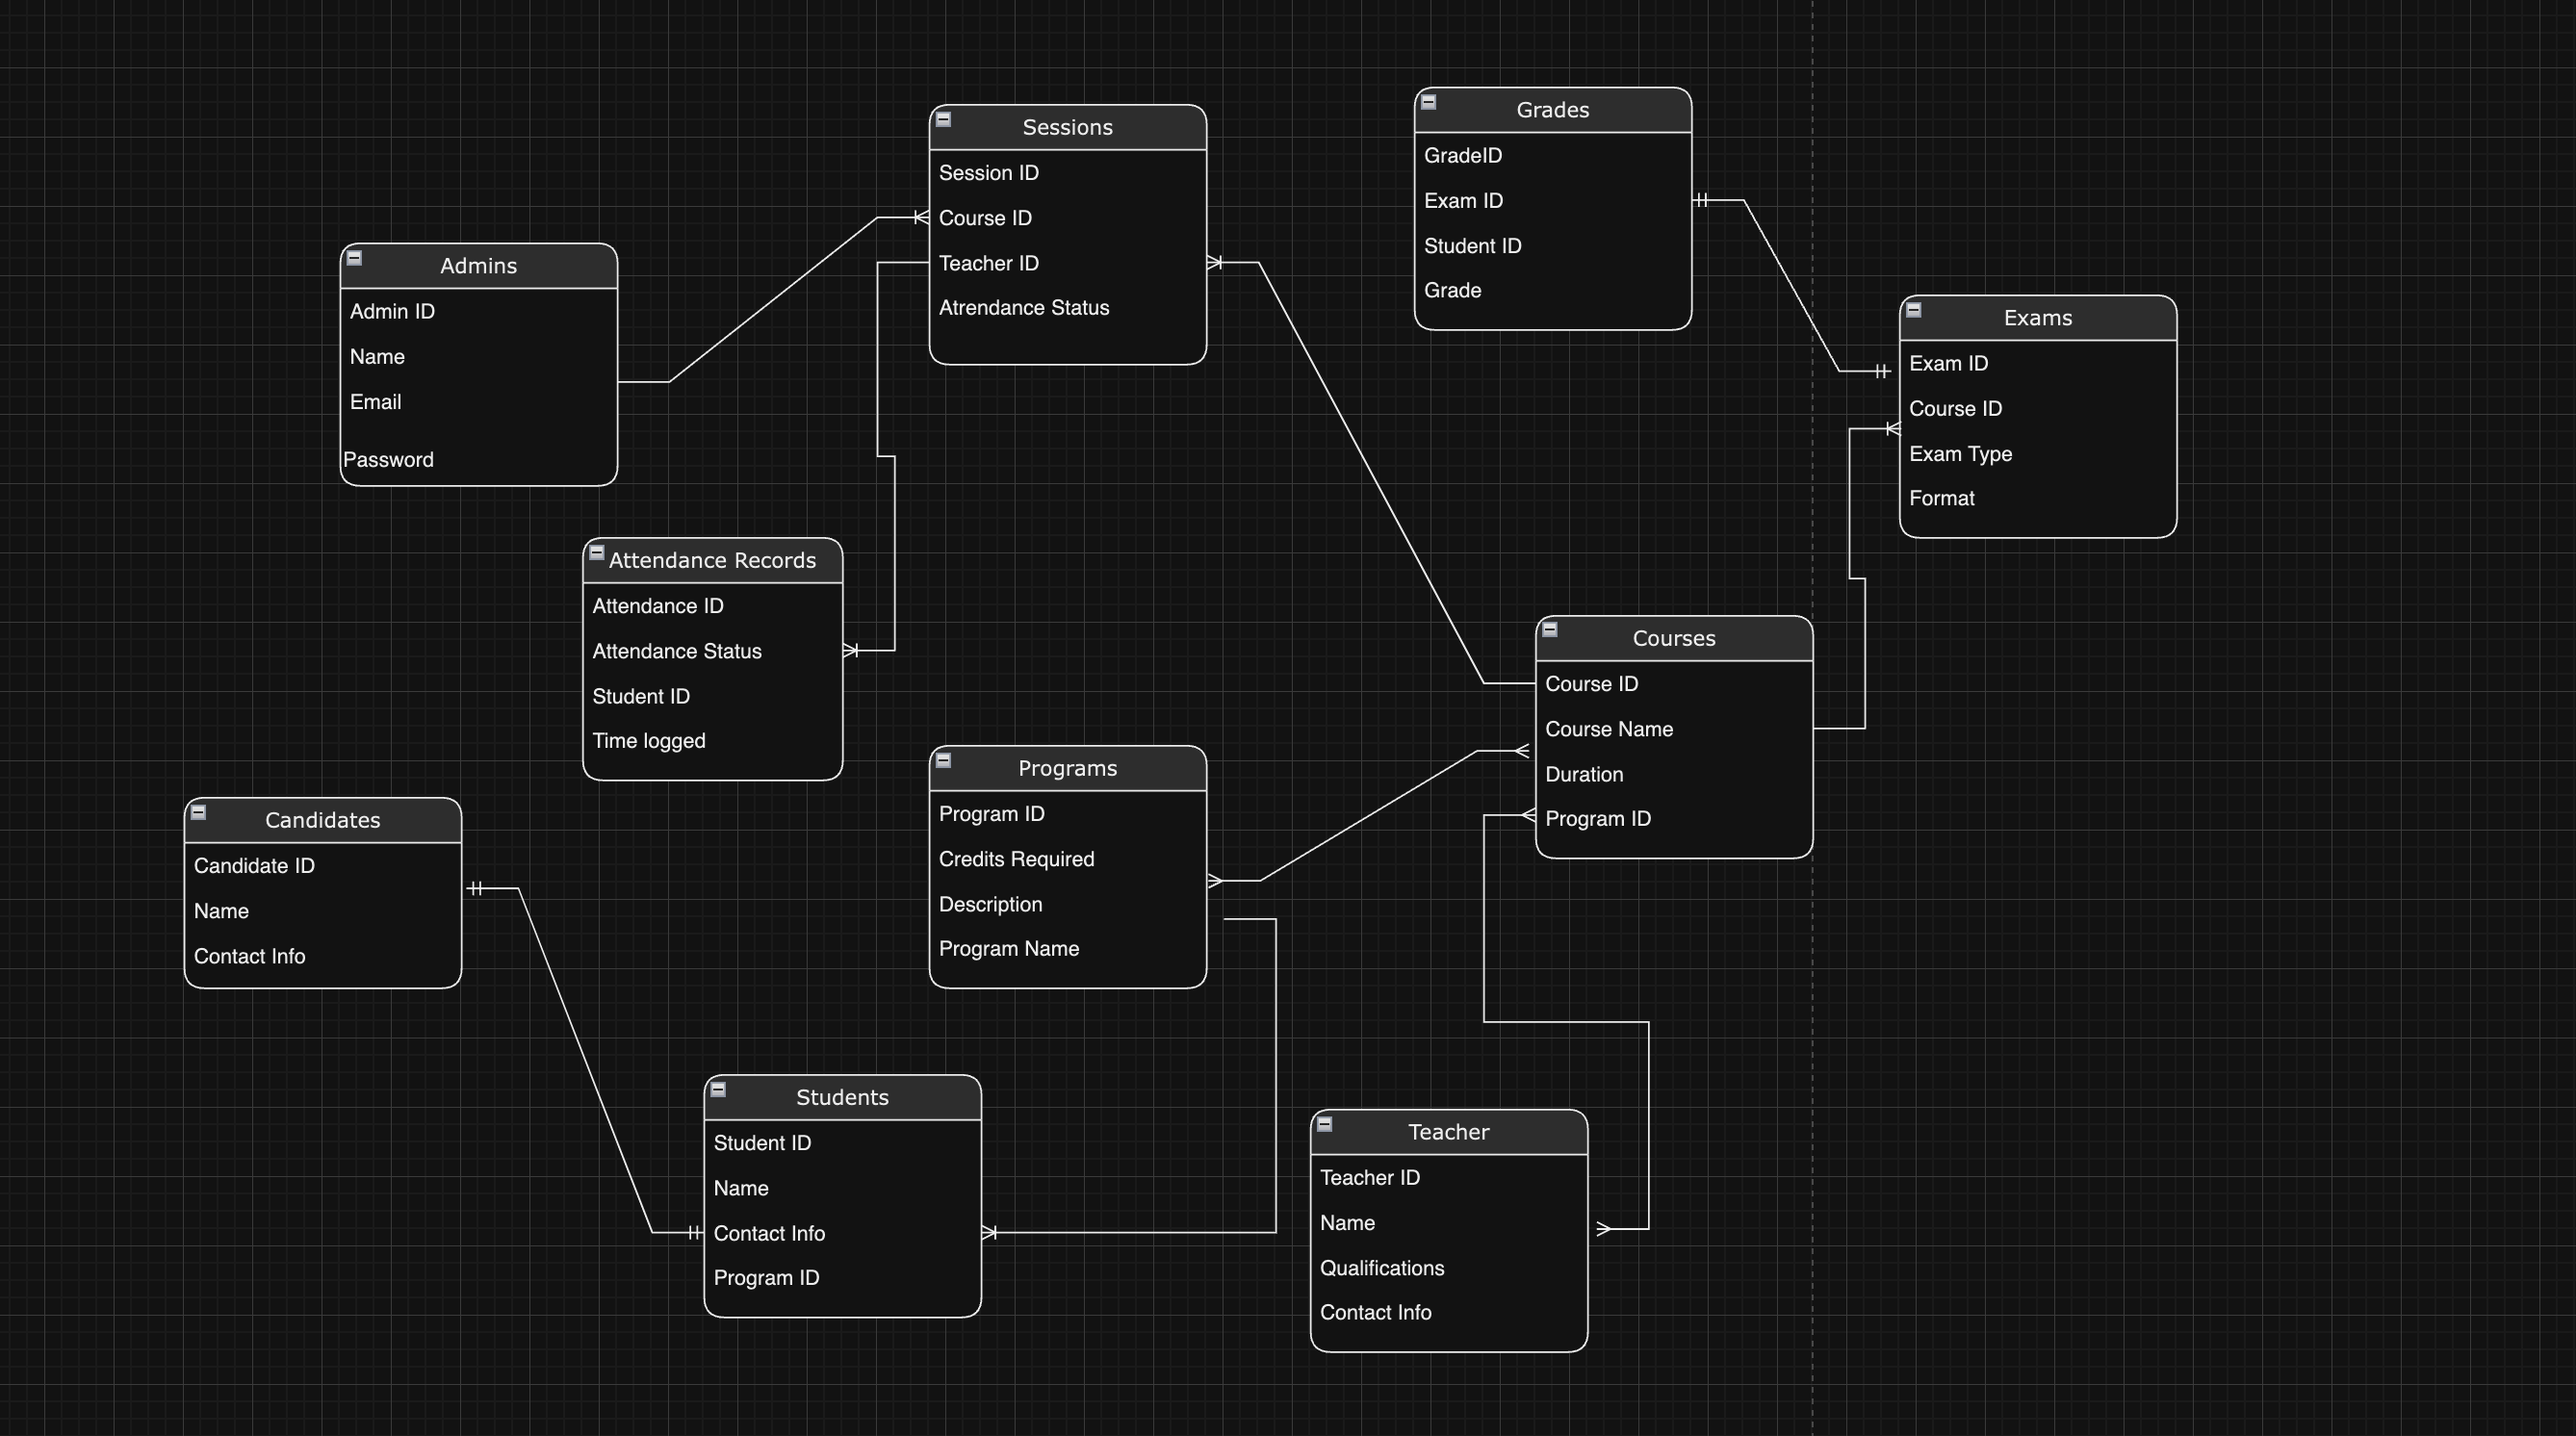 Grades
GradeID
Exam ID
Student ID
Grade
Sessions
Session ID
Course ID
Teacher ID
Atrendance Status
Admins
Admin ID
Name
Email
Password
Exams
Exam ID
Course ID
Exam Type
Format
Attendance Records
Attendance ID
Attendance Status
Student ID
Time logged
Courses
Course ID
Course Name
Duration
Program ID
Programs
Program ID
Credits Required
Description
Program Name
Candidates
Candidate ID
Name
Contact Info
Students
Student ID
Name
Contact Info
Program ID
Teacher
Teacher ID
Name
Qualifications
Contact Info